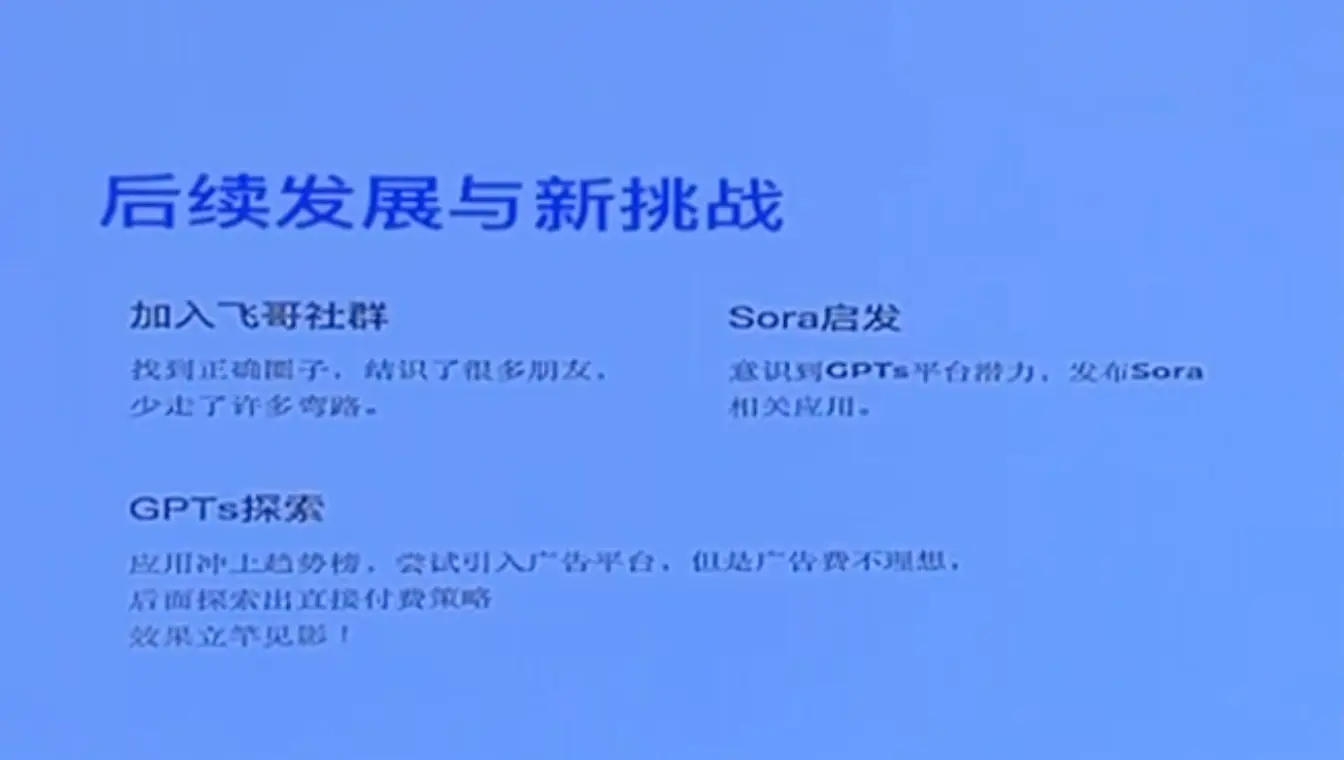 后续发展与新挑战
加入飞哥社群
找到正确圈子，结识了很多朋友，
少走了许多弯路。
Sora启发
意识到GPTs平台潜力，发布Sora
相关应用。
GPTs探索
应用冲上趋势榜，尝试引入广告平台，但是广告费不理想，
后面探索出直接付费策略
效果立竿见影！